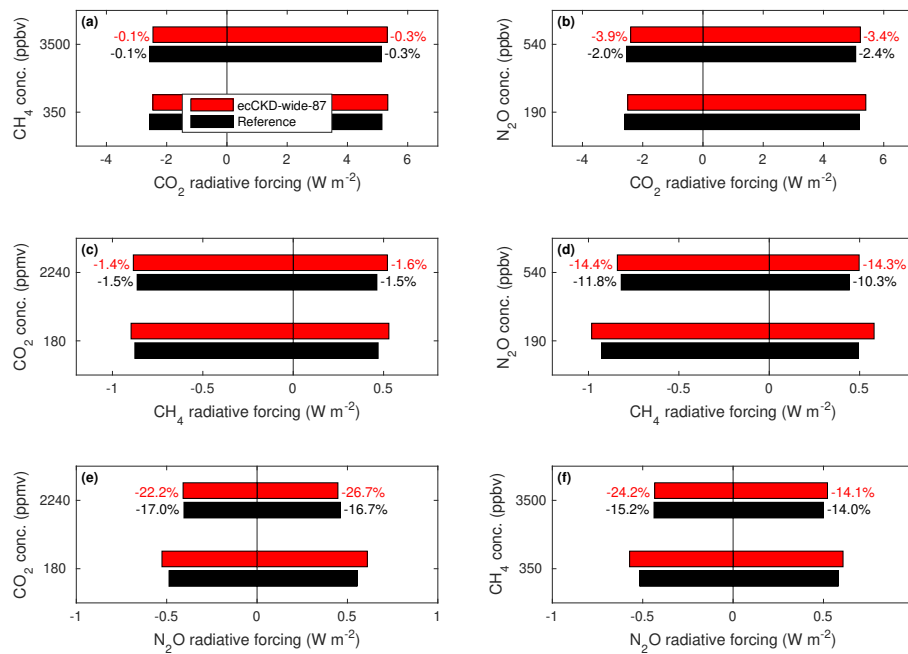 (a)
-0.1%
-0.3%
-0.1%
-0.3%
3500
350
CH4 conc. (ppbv)
ecCKD-wide-87
Reference
-4 -2 0 2 4 6
CO2 radiative forcing (W m-2)
(b)
-3.9%
-3.4%
-2.0%
-2.4%
540
190
N2O conc. (ppbv)
-4 -2 0 2 4 6
CO2 radiative forcing (W m-2)
(c)
-1.4%
-1.6%
-1.5%
-1.5%
2240
180
CO2 conc. (ppmv)
-1 -0.5 0 0.5
CH4 radiative forcing (W m-2)
(d)
-14.4%
-14.3%
-11.8%
-10.3%
540
190
N2O conc. (ppbv)
-1 -0.5 0 0.5
CH4 radiative forcing (W m-2)
(e)
-22.2%
-26.7%
-17.0%
-16.7%
2240
180
CO2 conc. (ppmv)
-1 -0.5 0 0.5 1
N2O radiative forcing (W m-2)
(f)
-24.2%
-14.1%
-15.2%
-14.0%
3500
350
CH4 conc. (ppbv)
-1 -0.5 0 0.5
N2O radiative forcing (W m-2)